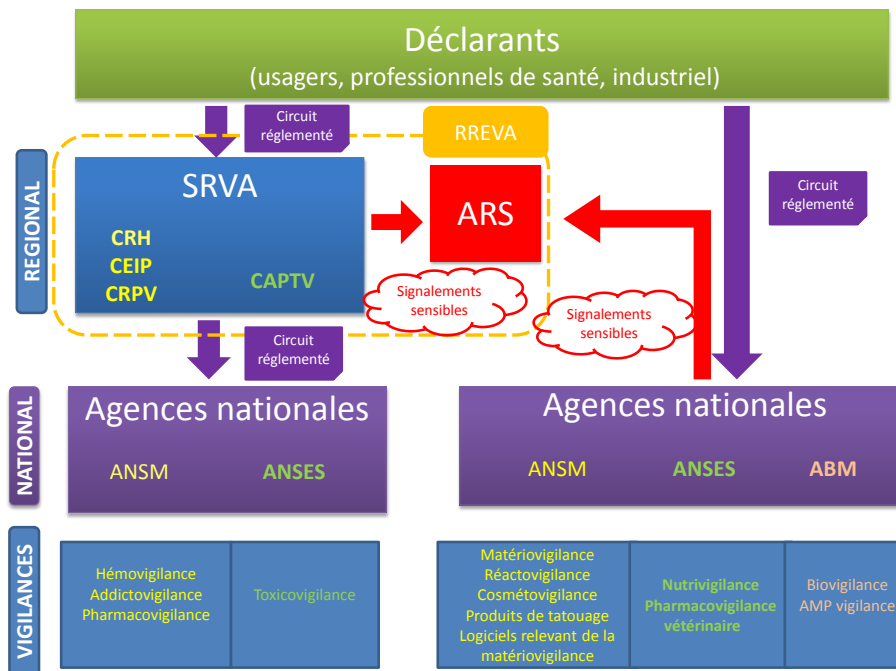 Déclarants
(usagers, professionnels de santé, industriel)
Circuit
réglementé
RREVA
REGIONAL
SRVA
ARS
Circuit
réglementé
CRH
CEIP
CRPV
CAPTV
Signalements
sensibles
Signalements
sensibles
Circuit
réglementé
NATIONAL
Agences nationales
ANSM
ANSES
Agences nationales
ANSM
ANSES
ABM
VIGILANCES
Hémovigilance
Addictovigilance
Pharmacovigilance
Toxicovigilance
Matériovigilance
Réactovigilance
Cosmétovigilance
Produits de tatouage
Logiciels relevant de la
matériovigilance
Nutrivigilance
Pharmacovigilance
vétérinaire
Biovigilance
AMP vigilance